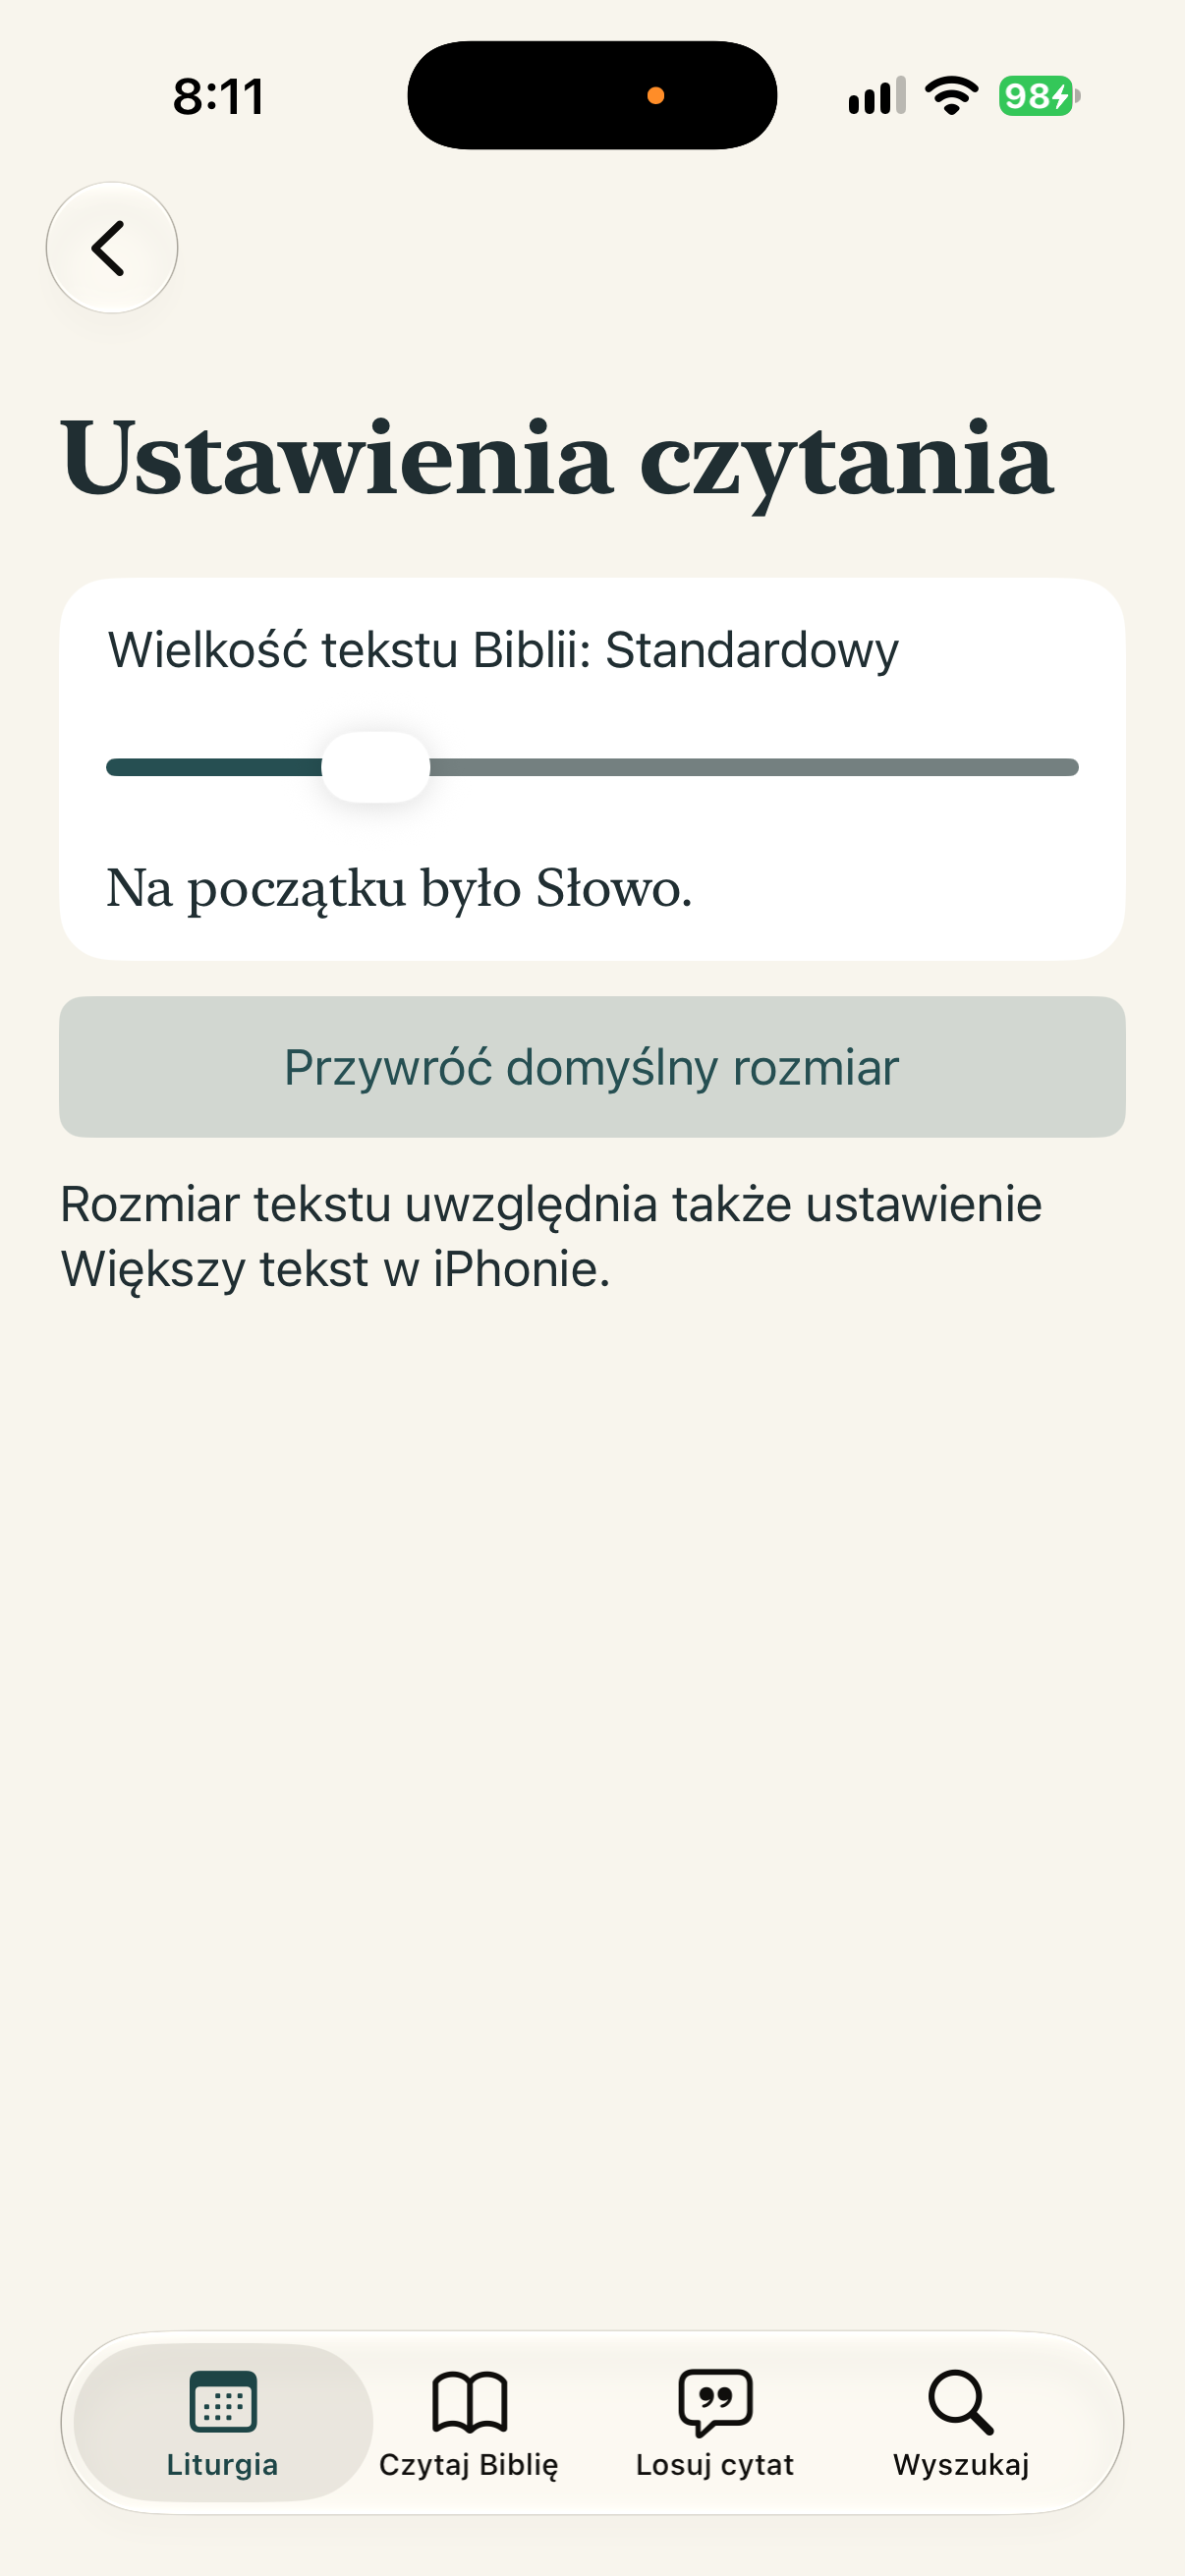 8:11
98
Ustawienia czytania
Wielkość tekstu Biblii: Standardowy
Na początku było Słowo.
Przywróć domyślny rozmiar
Rozmiar tekstu uwzględnia także ustawienie
Większy tekst w iPhonie.
Liturgia
Czytaj Biblię
Losuj cytat
Wyszukaj